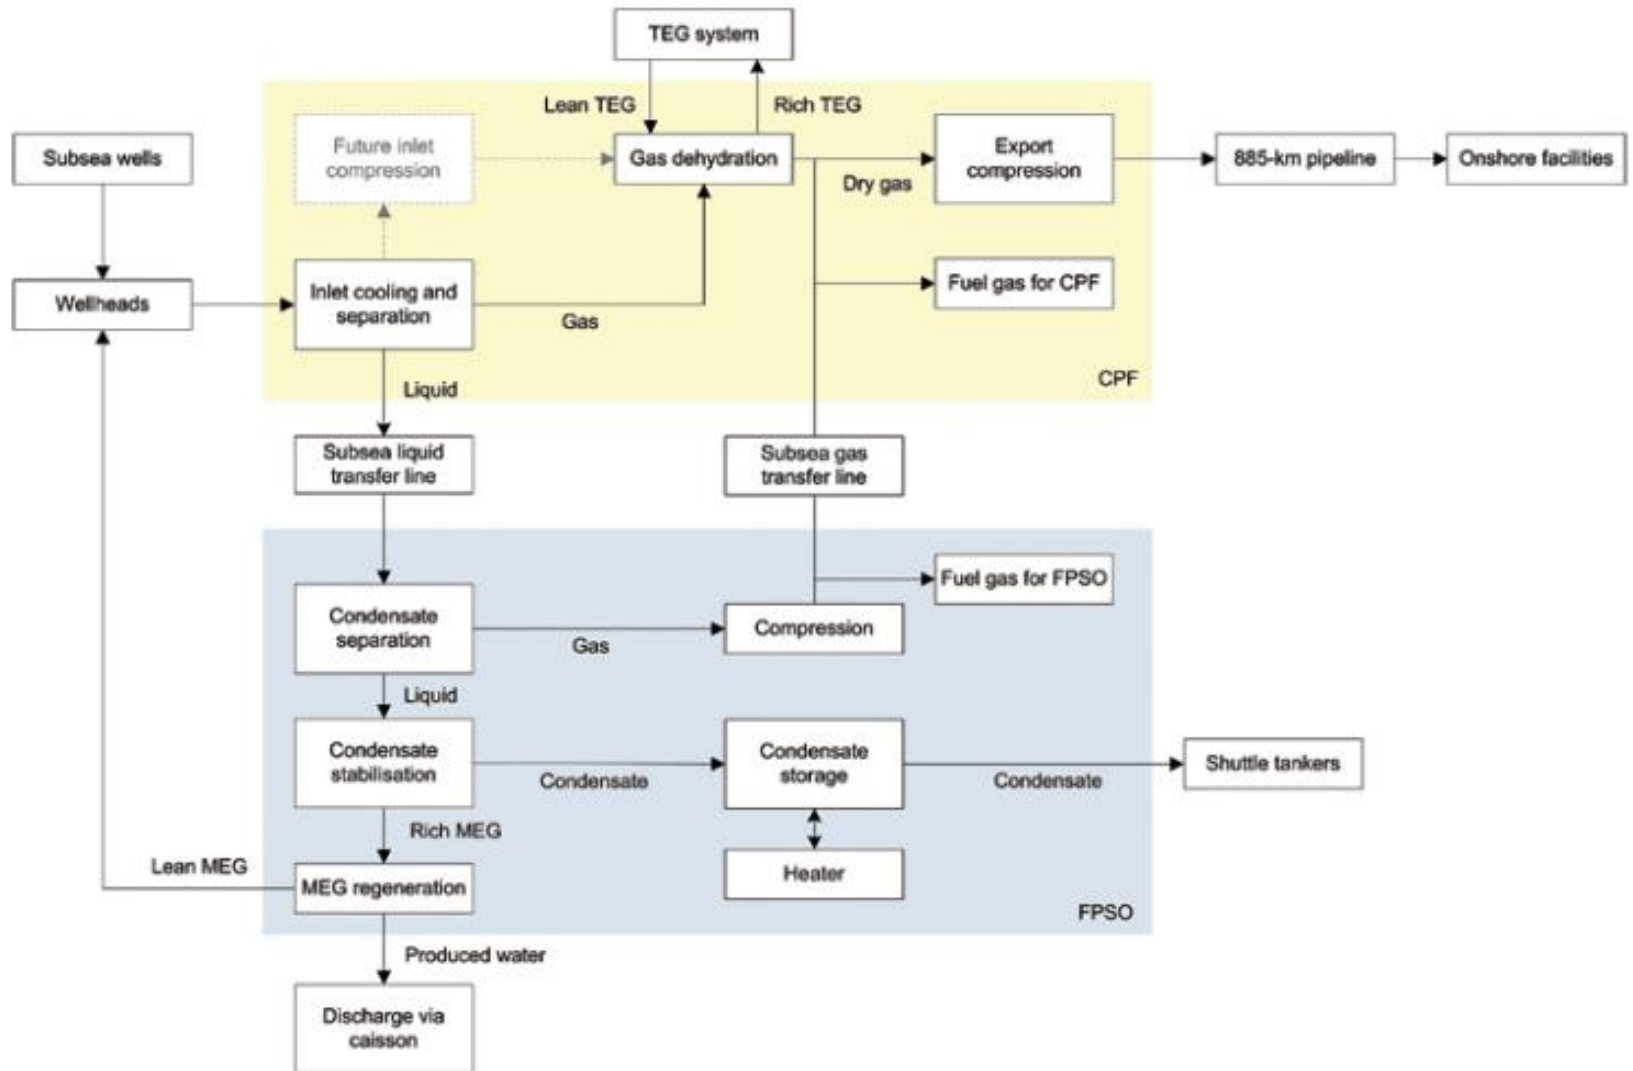 TEG system
Lean TEG
Rich TEG
Subsea wells
Future inlet
compression
Gas dehydration
Dry gas
Export
compression
885-km pipeline
Onshore facilities
Wellheads
Inlet cooling and
separation
Gas
Fuel gas for CPF
CPF
Liquid
Subsea liquid
transfer line
Subsea gas
transfer line
Condensate
separation
Gas
Compression
Fuel gas for FPSO
Liquid
Condensate
stabilisation
Condensate
Condensate
storage
Condensate
Shuttle tankers
Rich MEG
Lean MEG
MEG regeneration
Heater
FPSO
Produced water
Discharge via
caisson